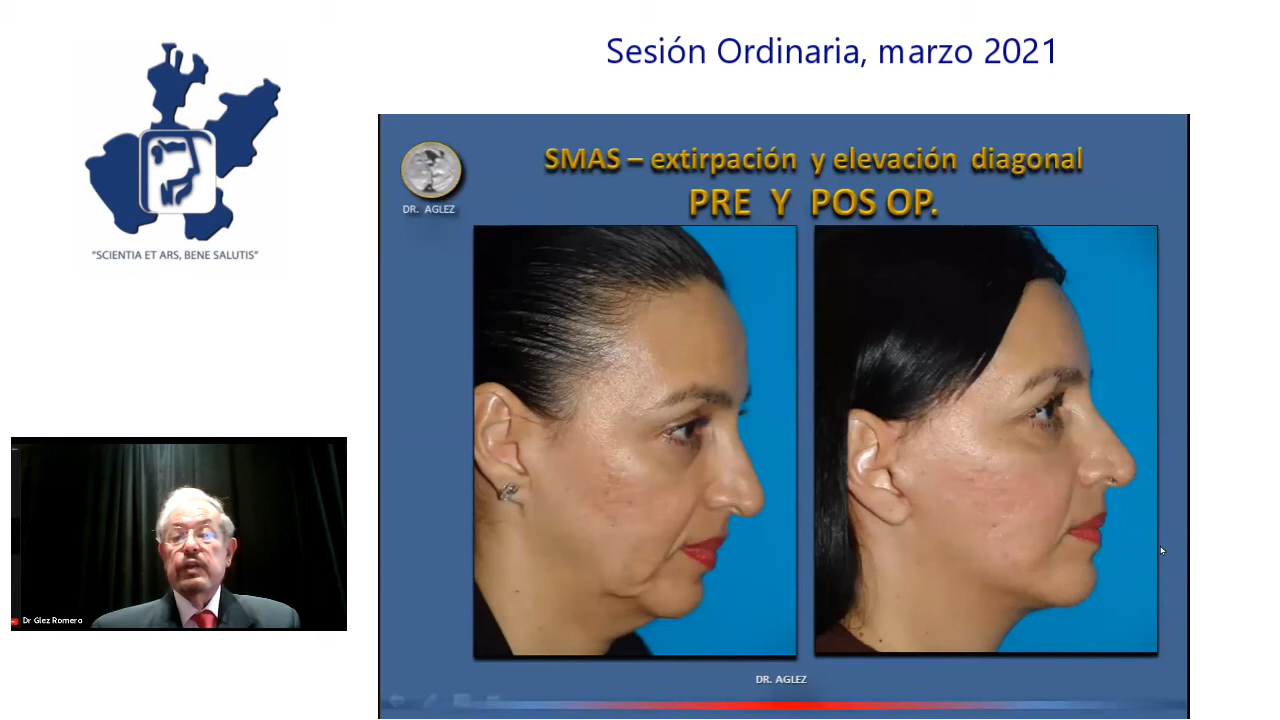 Sesión Ordinaria, marzo 2021
“SCIENTIA ET ARS, BENE SALUTIS”
SMAS – extirpación y elevación diagonal
PRE Y POS OP.
DR. AGLEZ
DR. AGLEZ
Dr Glez Romero